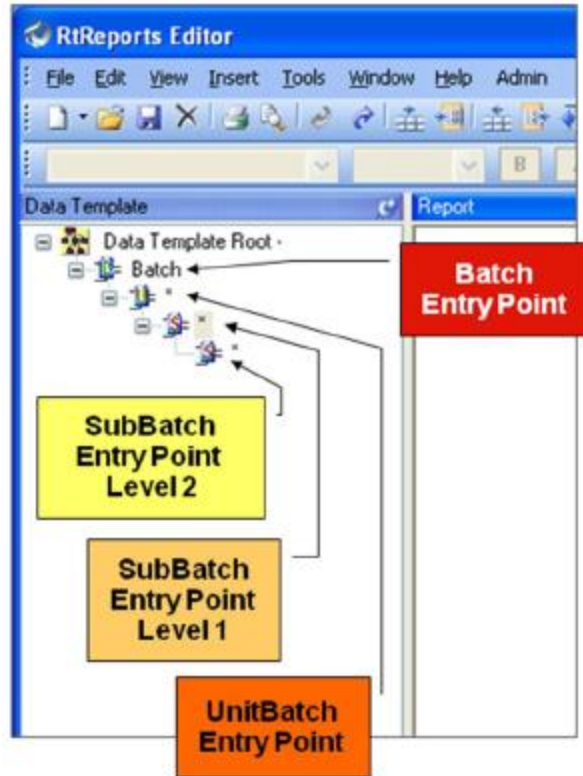 RtReports Editor
File Edit View Insert Tools Window Help Admin
B
Data Template
Report
Data Template Root
Batch
*
*
*
Batch
Entry Point
SubBatch
Entry Point
Level 2
SubBatch
Entry Point
Level 1
UnitBatch
Entry Point